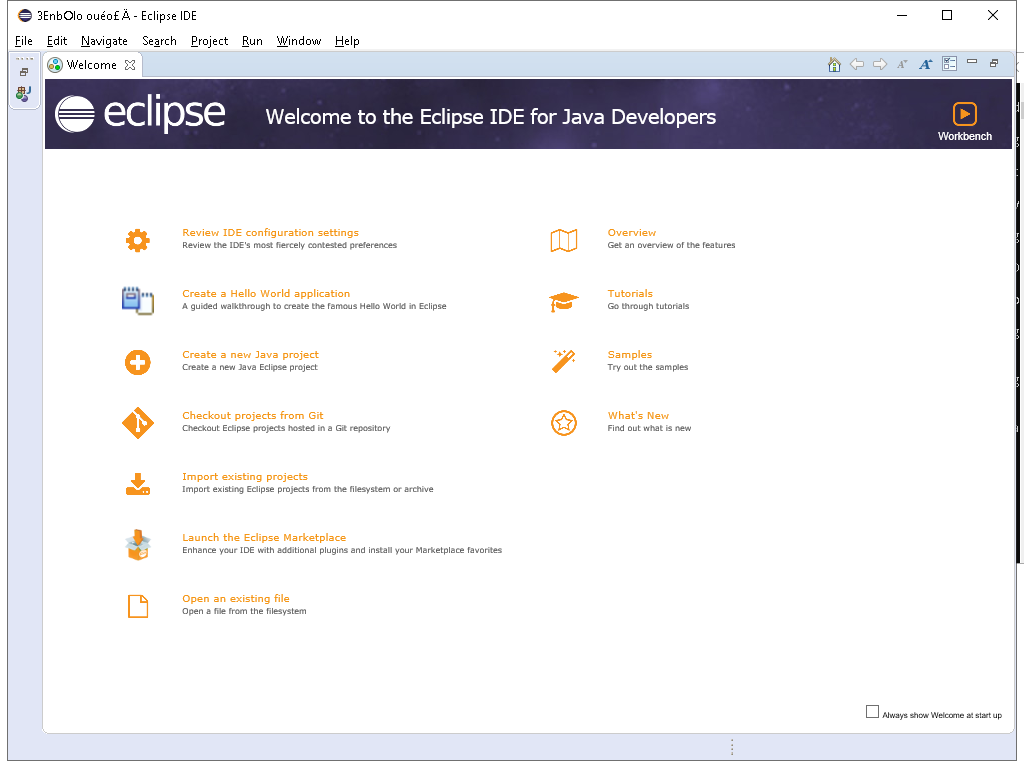 3EnbOlo ouéo£Ä - Eclipse IDE
File Edit Navigate Search Project Run Window Help
Welcome
eclipse
Welcome to the Eclipse IDE for Java Developers
Workbench
Review IDE configuration settings
Review the IDE's most fiercely contested preferences
Create a Hello World application
A guided walkthrough to create the famous Hello World in Eclipse
Create a new Java project
Create a new Java Eclipse project
Checkout projects from Git
Checkout Eclipse projects hosted in a Git repository
Import existing projects
Import existing Eclipse projects from the filesystem or archive
Launch the Eclipse Marketplace
Enhance your IDE with additional plugins and install your Marketplace favorites
Open an existing file
Open a file from the filesystem
Overview
Get an overview of the features
Tutorials
Go through tutorials
Samples
Try out the samples
What's New
Find out what is new
Always show Welcome at start up